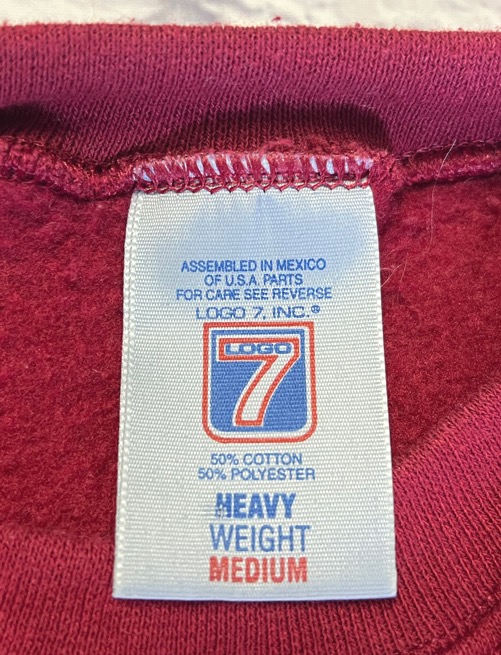 ASSEMBLED IN MEXICO
OF U.S.A. PARTS
FOR CARE SEE REVERSE
LOGO 7, INC.®
LOGO
7
50% COTTON
50% POLYESTER
HEAVY
WEIGHT
MEDIUM